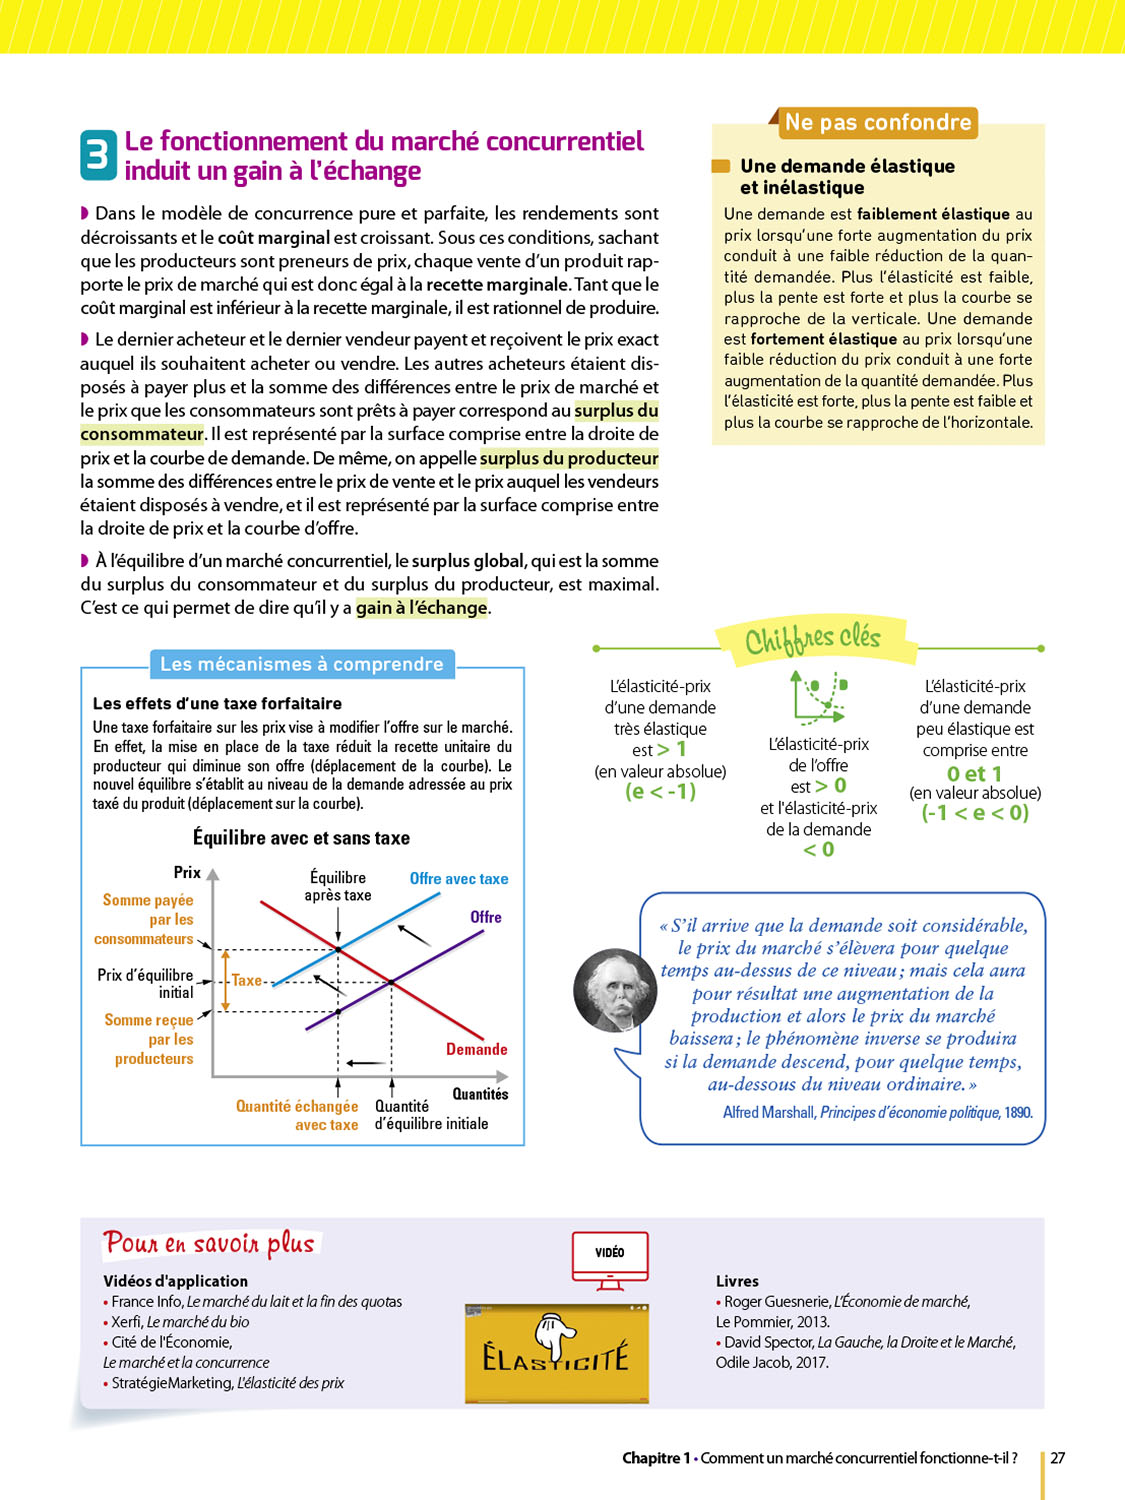 3
Le fonctionnement du marché concurrentiel
induit un gain à l'échange
Dans le modèle de concurrence pure et parfaite, les rendements sont
décroissants et le coût marginal est croissant. Sous ces conditions, sachant
que les producteurs sont preneurs de prix, chaque vente d'un produit rap-
porte le prix de marché qui est donc égal à la recette marginale. Tant que le
coût marginal est inférieur à la recette marginale, il est rationnel de produire.
Le dernier acheteur et le dernier vendeur payent et reçoivent le prix exact
auquel ils souhaitent acheter ou vendre. Les autres acheteurs étaient dis-
posés à payer plus et la somme des différences entre le prix de marché et
le prix que les consommateurs sont prêts à payer correspond au surplus du
consommateur. Il est représenté par la surface comprise entre la droite de
prix et la courbe de demande. De même, on appelle surplus du producteur
la somme des différences entre le prix de vente et le prix auquel les vendeurs
étaient disposés à vendre, et il est représenté par la surface comprise entre
la droite de prix et la courbe d'offre.
À l'équilibre d'un marché concurrentiel, le surplus global, qui est la somme
du surplus du consommateur et du surplus du producteur, est maximal.
C'est ce qui permet de dire qu'il y a gain à l'échange.
Ne pas confondre
Une demande élastique
et inélastique
Une demande est faiblement élastique au
prix lorsqu'une forte augmentation du prix
conduit à une faible réduction de la quan-
tité demandée. Plus l'élasticité est faible,
plus la pente est forte et plus la courbe se
rapproche de la verticale. Une demande
est fortement élastique au prix lorsqu'une
faible réduction du prix conduit à une forte
augmentation de la quantité demandée. Plus
l'élasticité est forte, plus la pente est faible et
plus la courbe se rapproche de l'horizontale.
Les mécanismes à comprendre
Les effets d'une taxe forfaitaire
Une taxe forfaitaire sur les prix vise à modifier l'offre sur le marché.
En effet, la mise en place de la taxe réduit la recette unitaire du
producteur qui diminue son offre (déplacement de la courbe). Le
nouvel équilibre s'établit au niveau de la demande adressée au prix
taxé du produit (déplacement sur la courbe).
Équilibre avec et sans taxe
Prix
Somme payée
par les
consommateurs
Prix d'équilibre
initial
Somme reçue
par les
producteurs
Taxe
Équilibre
après taxe
Offre avec taxe
Offre
Demande
Quantités
Quantité échangée
avec taxe
Quantité
d'équilibre initiale
Chiffres clés
L'élasticité-prix
d'une demande
très élastique
est > 1
(en valeur absolue)
(e < -1)
L'élasticité-prix
de l'offre
est > 0
et l'élasticité-prix
de la demande
< 0
L'élasticité-prix
d'une demande
peu élastique est
comprise entre
0 et 1
(en valeur absolue)
(-1 < e < 0)
« S'il arrive que la demande soit considérable,
le prix du marché s'élèvera pour quelque
temps au-dessus de ce niveau ; mais cela aura
pour résultat une augmentation de la
production et alors le prix du marché
baissera ; le phénomène inverse se produira
si la demande descend, pour quelque temps,
au-dessous du niveau ordinaire. »
Alfred Marshall, Principes d'économie politique, 1890.
Pour en savoir plus
Vidéos d'application
• France Info, Le marché du lait et la fin des quotas
• Xerfi, Le marché du bio
• Cité de l'Économie,
Le marché et la concurrence
• StratégieMarketing, L'élasticité des prix
VIDÉO
ÉLASTICITÉ
Livres
• Roger Guesnerie, L'Économie de marché,
Le Pommier, 2013.
• David Spector, La Gauche, la Droite et le Marché,
Odile Jacob, 2017.
Chapitre 1 • Comment un marché concurrentiel fonctionne-t-il ? 27